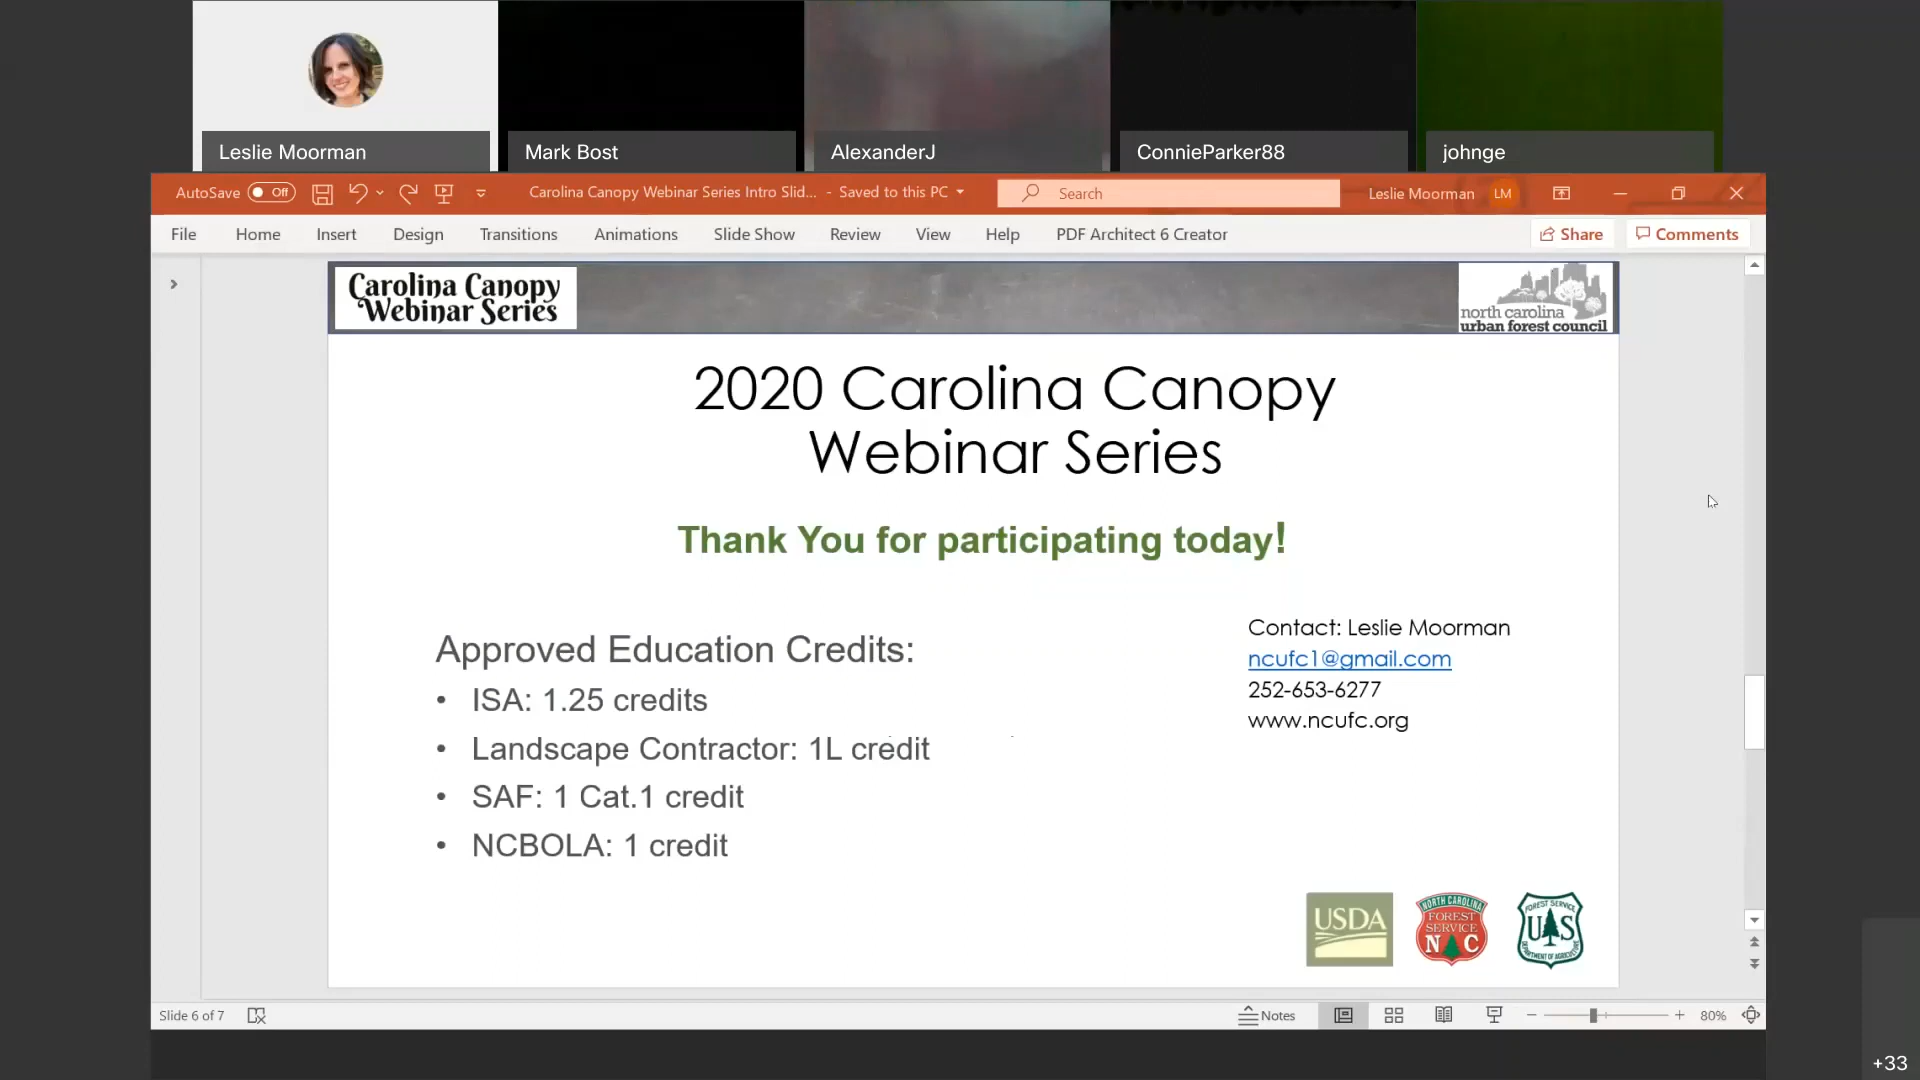 Leslie Moorman
Mark Bost
AlexanderJ
ConnieParker88
johnge
AutoSave Off
Carolina Canopy Webinar Series Intro Slid... - Saved to this PC
Search
Leslie Moorman LM
File Home Insert Design Transitions Animations Slide Show Review View Help PDF Architect 6 Creator Share Comments
Carolina Canopy
Webinar Series
north carolina
urban forest council
2020 Carolina Canopy
Webinar Series
Thank You for participating today!
Approved Education Credits:
• ISA: 1.25 credits
• Landscape Contractor: 1L credit
• SAF: 1 Cat.1 credit
• NCBOLA: 1 credit
Contact: Leslie Moorman
ncufc1@gmail.com
252-653-6277
www.ncufc.org
USDA
NORTH CAROLINA
FOREST
SERVICE
N C
FOREST SERVICE
U S
DEPARTMENT OF AGRICULTURE
Slide 6 of 7
Notes
80%
+33